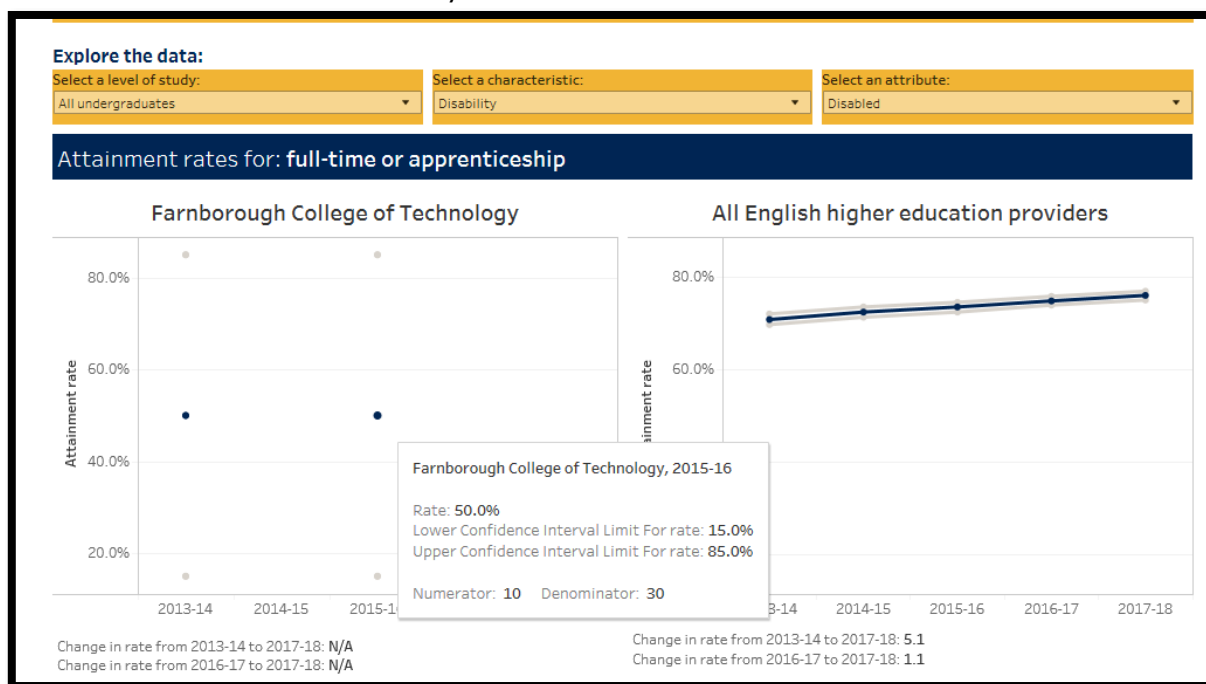 Explore the data:
Select a level of study:
Select a characteristic:
Select an attribute:
All undergraduates
Disability
Disabled
Attainment rates for: full-time or apprenticeship
Farnborough College of Technology
All English higher education providers
Attainment rate
80.0%
60.0%
40.0%
20.0%
2013-14
2014-15
2015-1
Change in rate from 2013-14 to 2017-18: N/A
Change in rate from 2016-17 to 2017-18: N/A
Farnborough College of Technology, 2015-16
Rate: 50.0%
Lower Confidence Interval Limit For rate: 15.0%
Upper Confidence Interval Limit For rate: 85.0%
Numerator: 10 Denominator: 30
ainment rate
80.0%
60.0%
3-14
2014-15
2015-16
2016-17
2017-18
Change in rate from 2013-14 to 2017-18: 5.1
Change in rate from 2016-17 to 2017-18: 1.1